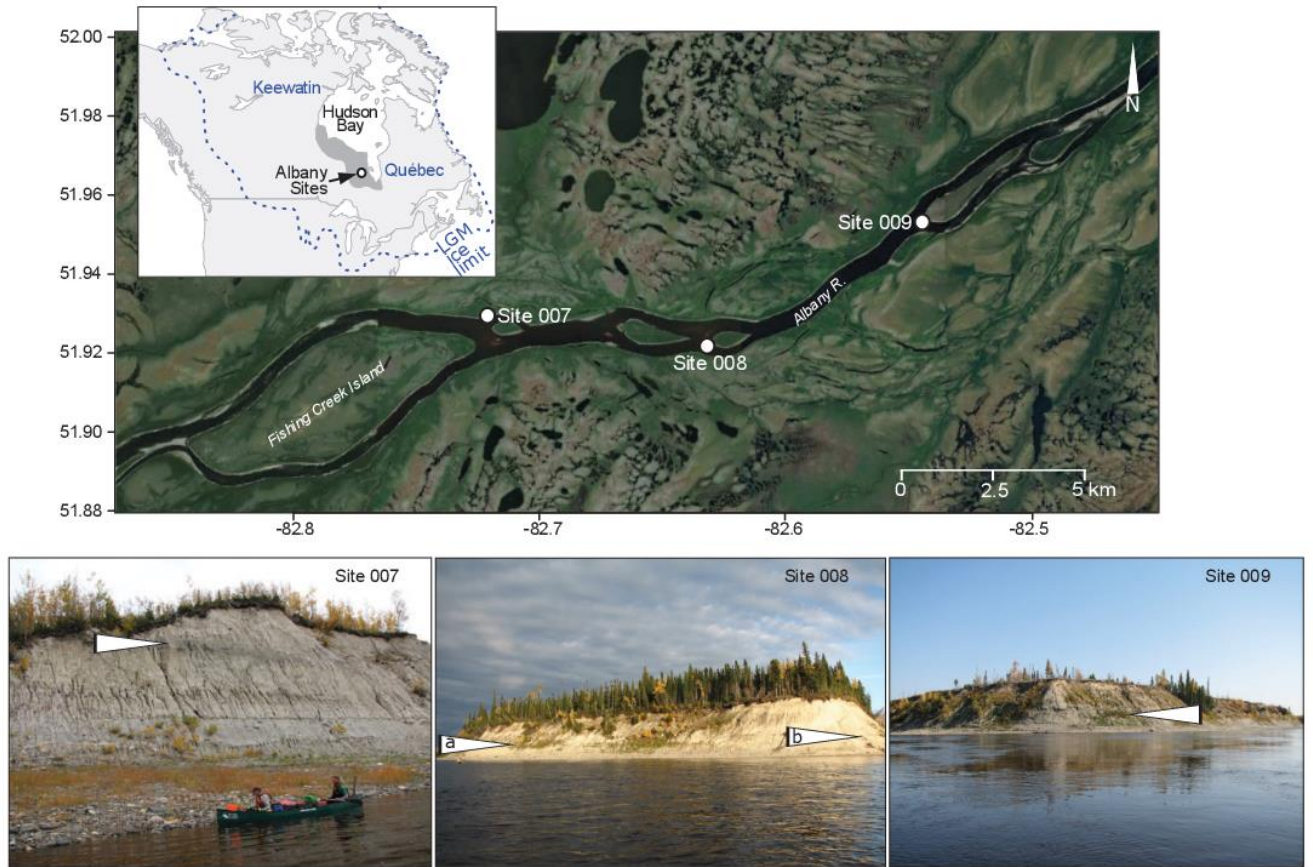 52.00
51.98
51.96
51.94
51.92
51.90
51.88
-82.8
-82.7
-82.6
-82.5
Keewatin
Hudson
Bay
Albany
Sites
Québec
LGM
ice
limit
N
Site 009
Albany R.
Site 007
Site 008
Fishing Creek Island
0 2.5 5 km
Site 007
Site 008
a
b
Site 009